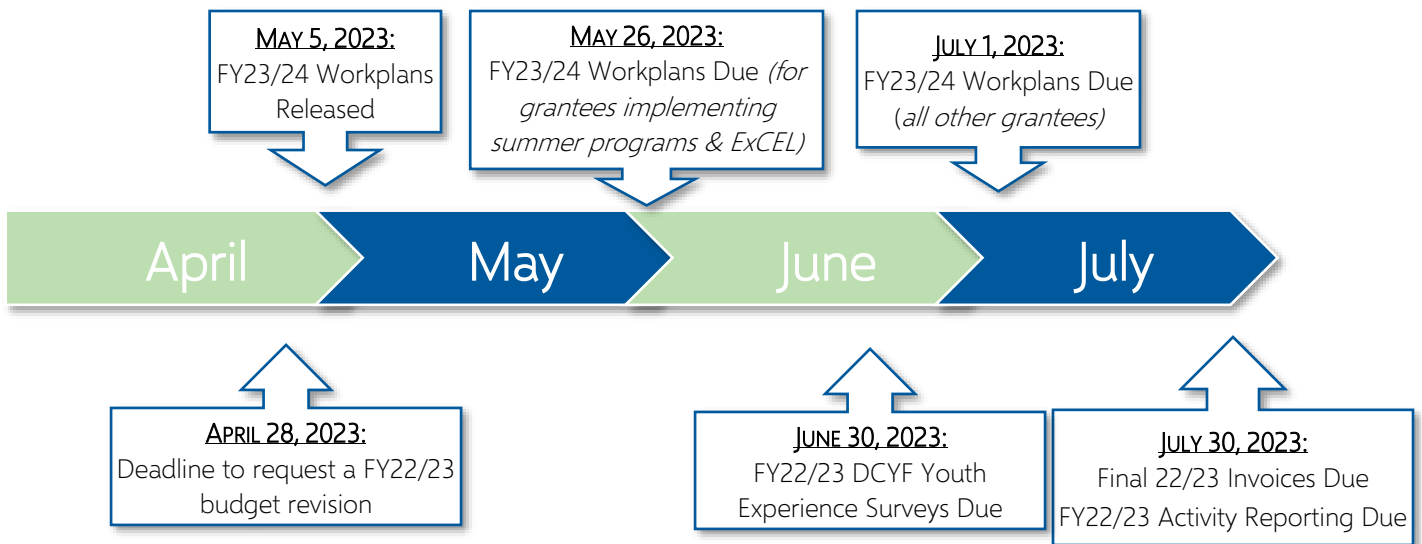 MAY 5, 2023:
FY23/24 Workplans
Released
MAY 26, 2023:
FY23/24 Workplans Due (for
grantees implementing
summer programs & ExCEL)
JULY 1, 2023:
FY23/24 Workplans Due
(all other grantees)
April
May
June
July
APRIL 28, 2023:
Deadline to request a FY22/23
budget revision
JUNE 30, 2023:
FY22/23 DCYF Youth
Experience Surveys Due
JULY 30, 2023:
Final 22/23 Invoices Due
FY22/23 Activity Reporting Due